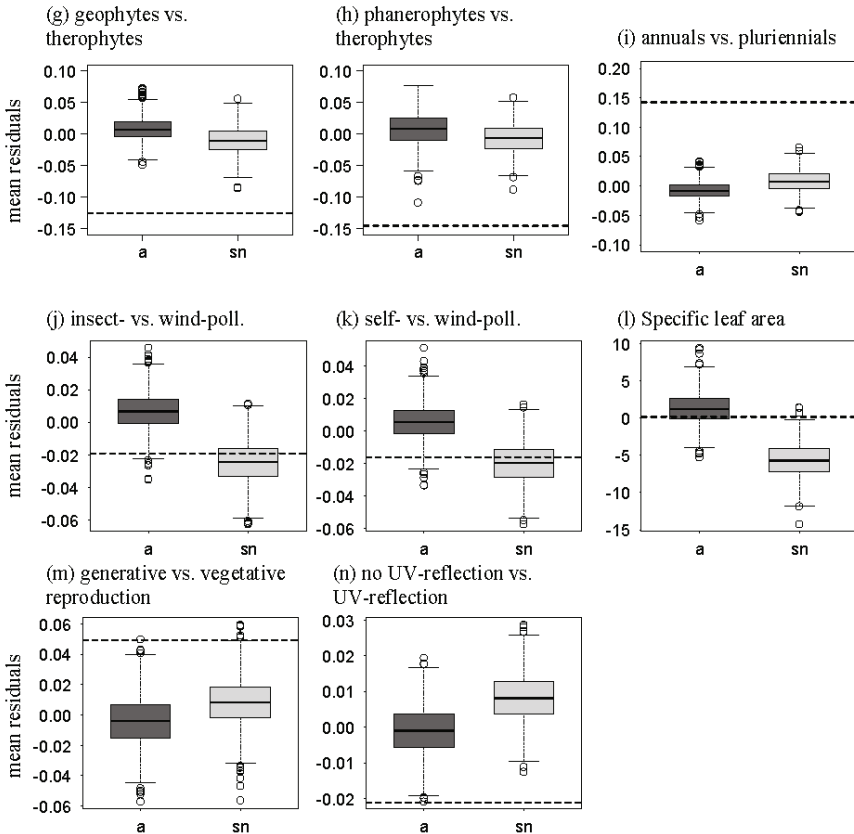 (g) geophytes vs.
therophytes
(h) phanerophytes vs.
therophytes
(i) annuals vs. pluriennials
mean residuals
0.10
0.05
0.00
-0.05
-0.10
-0.15
a
sn
0.10
0.05
0.00
-0.05
-0.10
-0.15
a
sn
0.20
0.15
0.10
0.05
0.00
-0.05
-0.10
a
sn
(j) insect- vs. wind-poll.
(k) self- vs. wind-poll.
(l) Specific leaf area
mean residuals
0.04
0.02
0.00
-0.02
-0.04
-0.06
a
sn
0.04
0.02
0.00
-0.02
-0.04
-0.06
a
sn
10
5
0
-5
-10
-15
a
sn
(m) generative vs. vegetative
reproduction
(n) no UV-reflection vs.
UV-reflection
mean residuals
0.06
0.04
0.02
0.00
-0.02
-0.04
-0.06
a
sn
0.03
0.02
0.01
0.00
-0.01
-0.02
a
sn